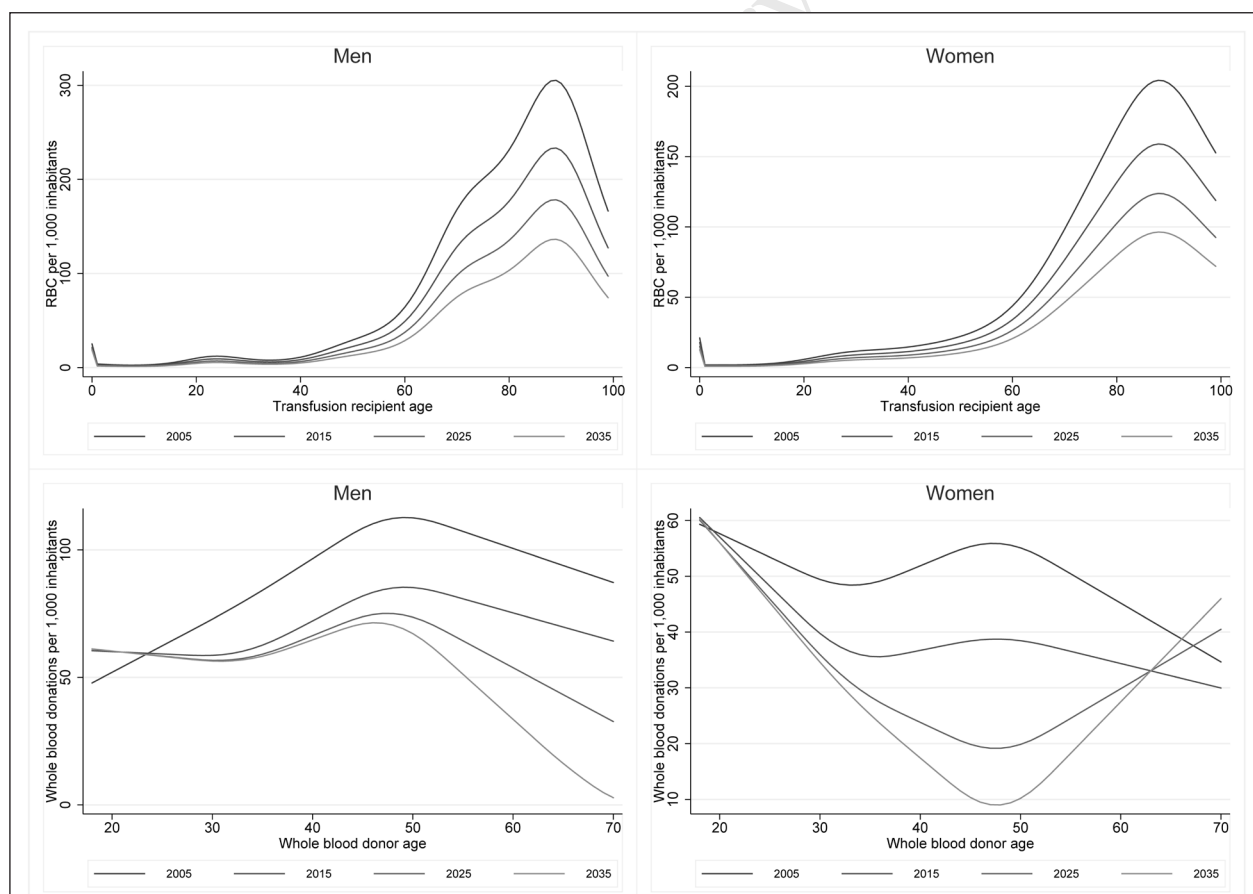 Men
RBC per 1,000 inhabitants
300
200
100
0
0 20 40 60 80 100
Transfusion recipient age
2005 2015 2025 2035
Women
RBC per 1,000 inhabitants
200
150
100
50
0
0 20 40 60 80 100
Transfusion recipient age
2005 2015 2025 2035
Men
Whole blood donations per 1,000 inhabitants
100
50
0
20 30 40 50 60 70
Whole blood donor age
2005 2015 2025 2035
Women
Whole blood donations per 1,000 inhabitants
60
50
40
30
20
10
20 30 40 50 60 70
Whole blood donor age
2005 2015 2025 2035